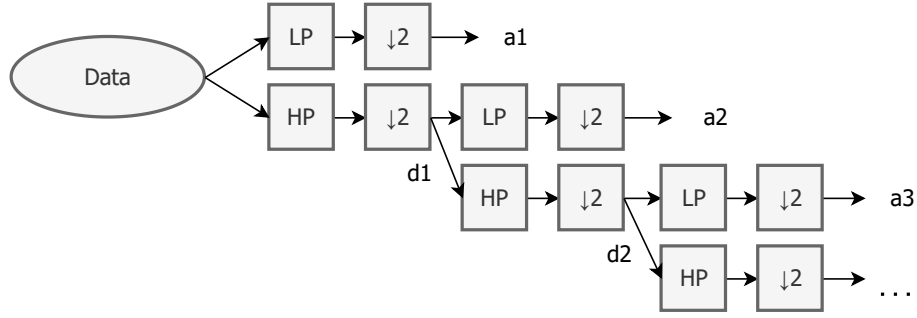 LP ↓2 a1
Data
HP ↓2 LP ↓2 a2
d1
HP ↓2 LP ↓2 a3
d2
HP ↓2 ...